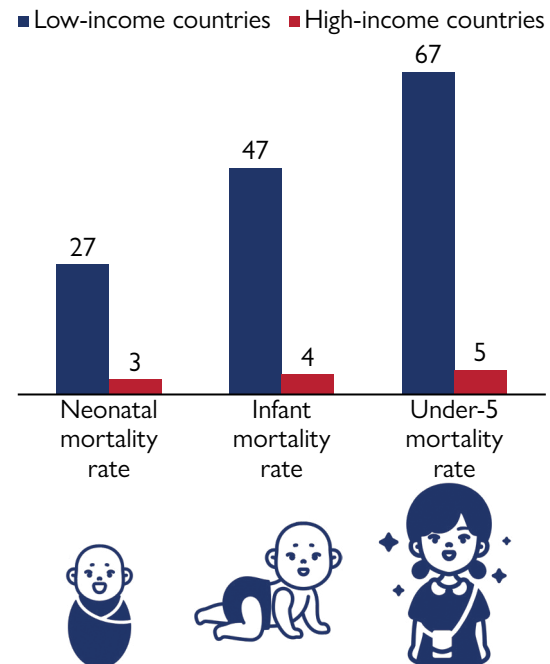 Low-income countries High-income countries
67
47
27
3
4
5
Neonatal Infant Under-5
mortality mortality mortality
rate rate rate